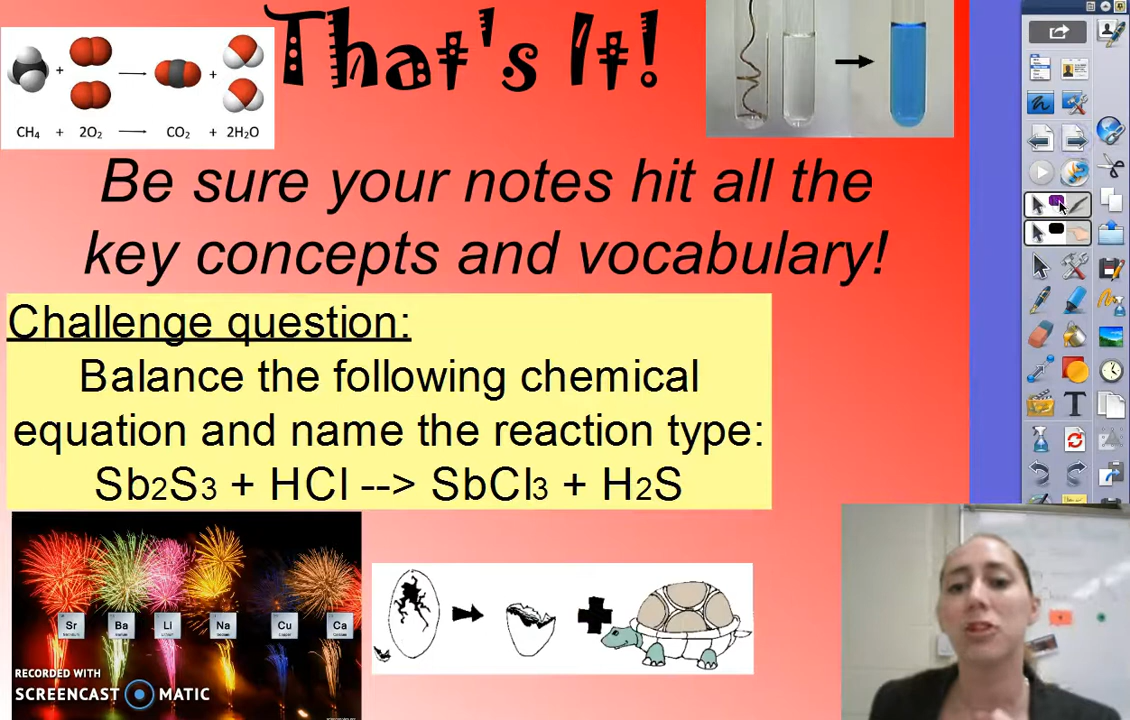 That's It!
CH₄ + 2O₂ → CO₂ + 2H₂O
Be sure your notes hit all the
key concepts and vocabulary!
Challenge question:
Balance the following chemical
equation and name the reaction type:
Sb₂S₃ + HCl --> SbCl₃ + H₂S
Sr
Ba
Li
Na
Cu
Ca
RECORDED WITH
SCREENCAST MATIC